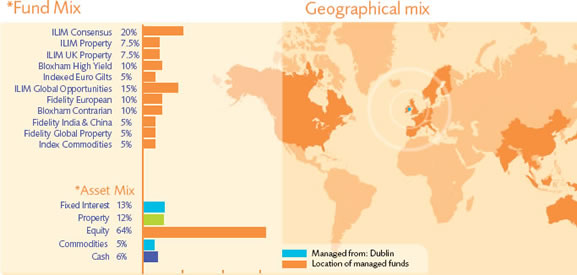 *Fund Mix
ILIM Consensus 20%
ILIM Property 7.5%
ILIM UK Property 7.5%
Bloxham High Yield 10%
Indexed Euro Gilts 5%
ILIM Global Opportunities 15%
Fidelity European 10%
Bloxham Contrarian 10%
Fidelity India & China 5%
Fidelity Global Property 5%
Index Commodities 5%
*Asset Mix
Fixed Interest 13%
Property 12%
Equity 64%
Commodities 5%
Cash 6%
Geographical mix
Managed from: Dublin
Location of managed funds